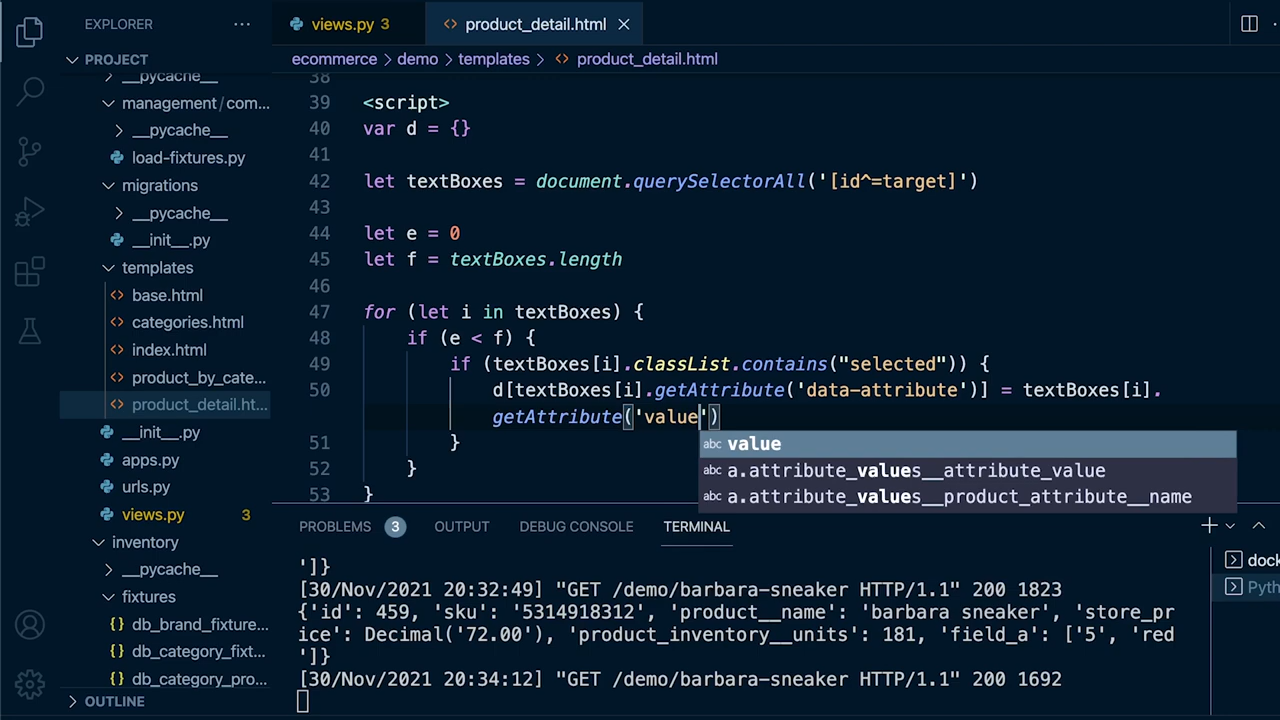 EXPLORER
PROJECT
__pycache__
management/com...
__pycache__
load-fixtures.py
migrations
__pycache__
__init__.py
templates
base.html
categories.html
index.html
product_by_cate...
product_detail.ht...
__init__.py
apps.py
urls.py
views.py 3
inventory
__pycache__
fixtures
db_brand_fixture...
db_category_fixt...
db_category_pro...
OUTLINE
views.py 3 product_detail.html
ecommerce > demo > templates > product_detail.html
38
39 <script>
40 var d = {}
41
42 let textBoxes = document.querySelectorAll('[id^=target]')
43
44 let e = 0
45 let f = textBoxes.length
46
47 for (let i in textBoxes) {
48 if (e < f) {
49 if (textBoxes[i].classList.contains("selected")) {
50 d[textBoxes[i].getAttribute('data-attribute')] = textBoxes[i].
getAttribute('value')
51 }
52 }
53 }
abc value
abc a.attribute_values__attribute_value
abc a.attribute_values__product_attribute__name
PROBLEMS 3 OUTPUT DEBUG CONSOLE TERMINAL
']}
[30/Nov/2021 20:32:49] "GET /demo/barbara-sneaker HTTP/1.1" 200 1823
{'id': 459, 'sku': '5314918312', 'product__name': 'barbara sneaker', 'store_pr
ice': Decimal('72.00'), 'product_inventory__units': 181, 'field_a': ['5', 'red
']}
[30/Nov/2021 20:34:12] "GET /demo/barbara-sneaker HTTP/1.1" 200 1692
dock
Pyth